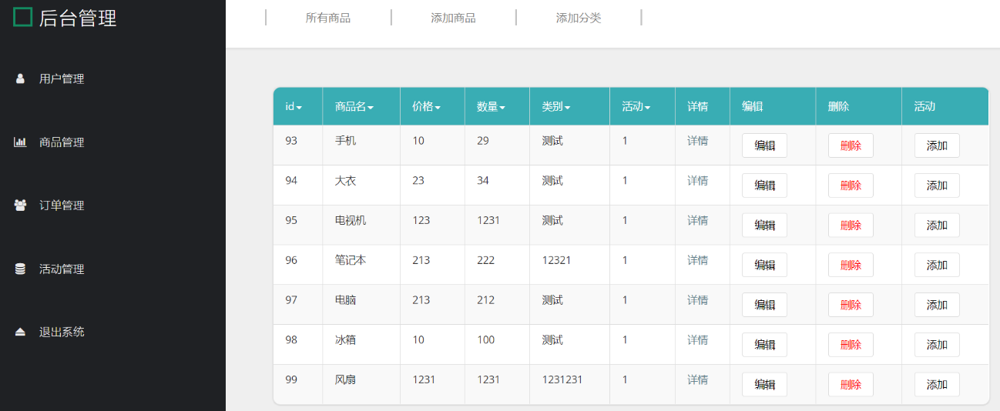 后台管理
用户管理
商品管理
订单管理
活动管理
退出系统
所有商品 添加商品 添加分类
id 商品名 价格 数量 类别 活动 详情 编辑 删除 活动
93 手机 10 29 测试 1 详情 编辑 删除 添加
94 大衣 23 34 测试 1 详情 编辑 删除 添加
95 电视机 123 1231 测试 1 详情 编辑 删除 添加
96 笔记本 213 222 12321 1 详情 编辑 删除 添加
97 电脑 213 212 测试 1 详情 编辑 删除 添加
98 冰箱 10 100 测试 1 详情 编辑 删除 添加
99 风扇 1231 1231 1231231 1 详情 编辑 删除 添加